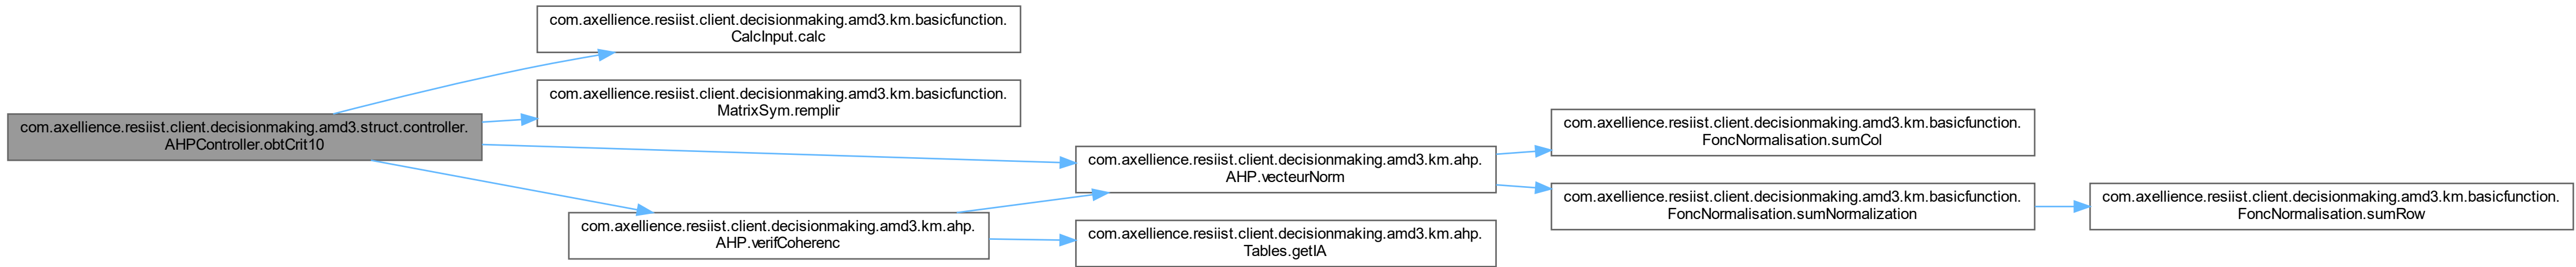 com.axellience.resiist.client.decisionmaking.amd3.struct.controller.
AHPController.obtCrit10
com.axellience.resiist.client.decisionmaking.amd3.km.basicfunction.
CalcInput.calc
com.axellience.resiist.client.decisionmaking.amd3.km.basicfunction.
MatrixSym.remplir
com.axellience.resiist.client.decisionmaking.amd3.km.ahp.
AHP.vecteurNorm
com.axellience.resiist.client.decisionmaking.amd3.km.ahp.
AHP.verifCoherenc
com.axellience.resiist.client.decisionmaking.amd3.km.ahp.
Tables.getIA
com.axellience.resiist.client.decisionmaking.amd3.km.basicfunction.
FoncNormalisation.sumCol
com.axellience.resiist.client.decisionmaking.amd3.km.basicfunction.
FoncNormalisation.sumNormalization
com.axellience.resiist.client.decisionmaking.amd3.km.basicfunction.
FoncNormalisation.sumRow